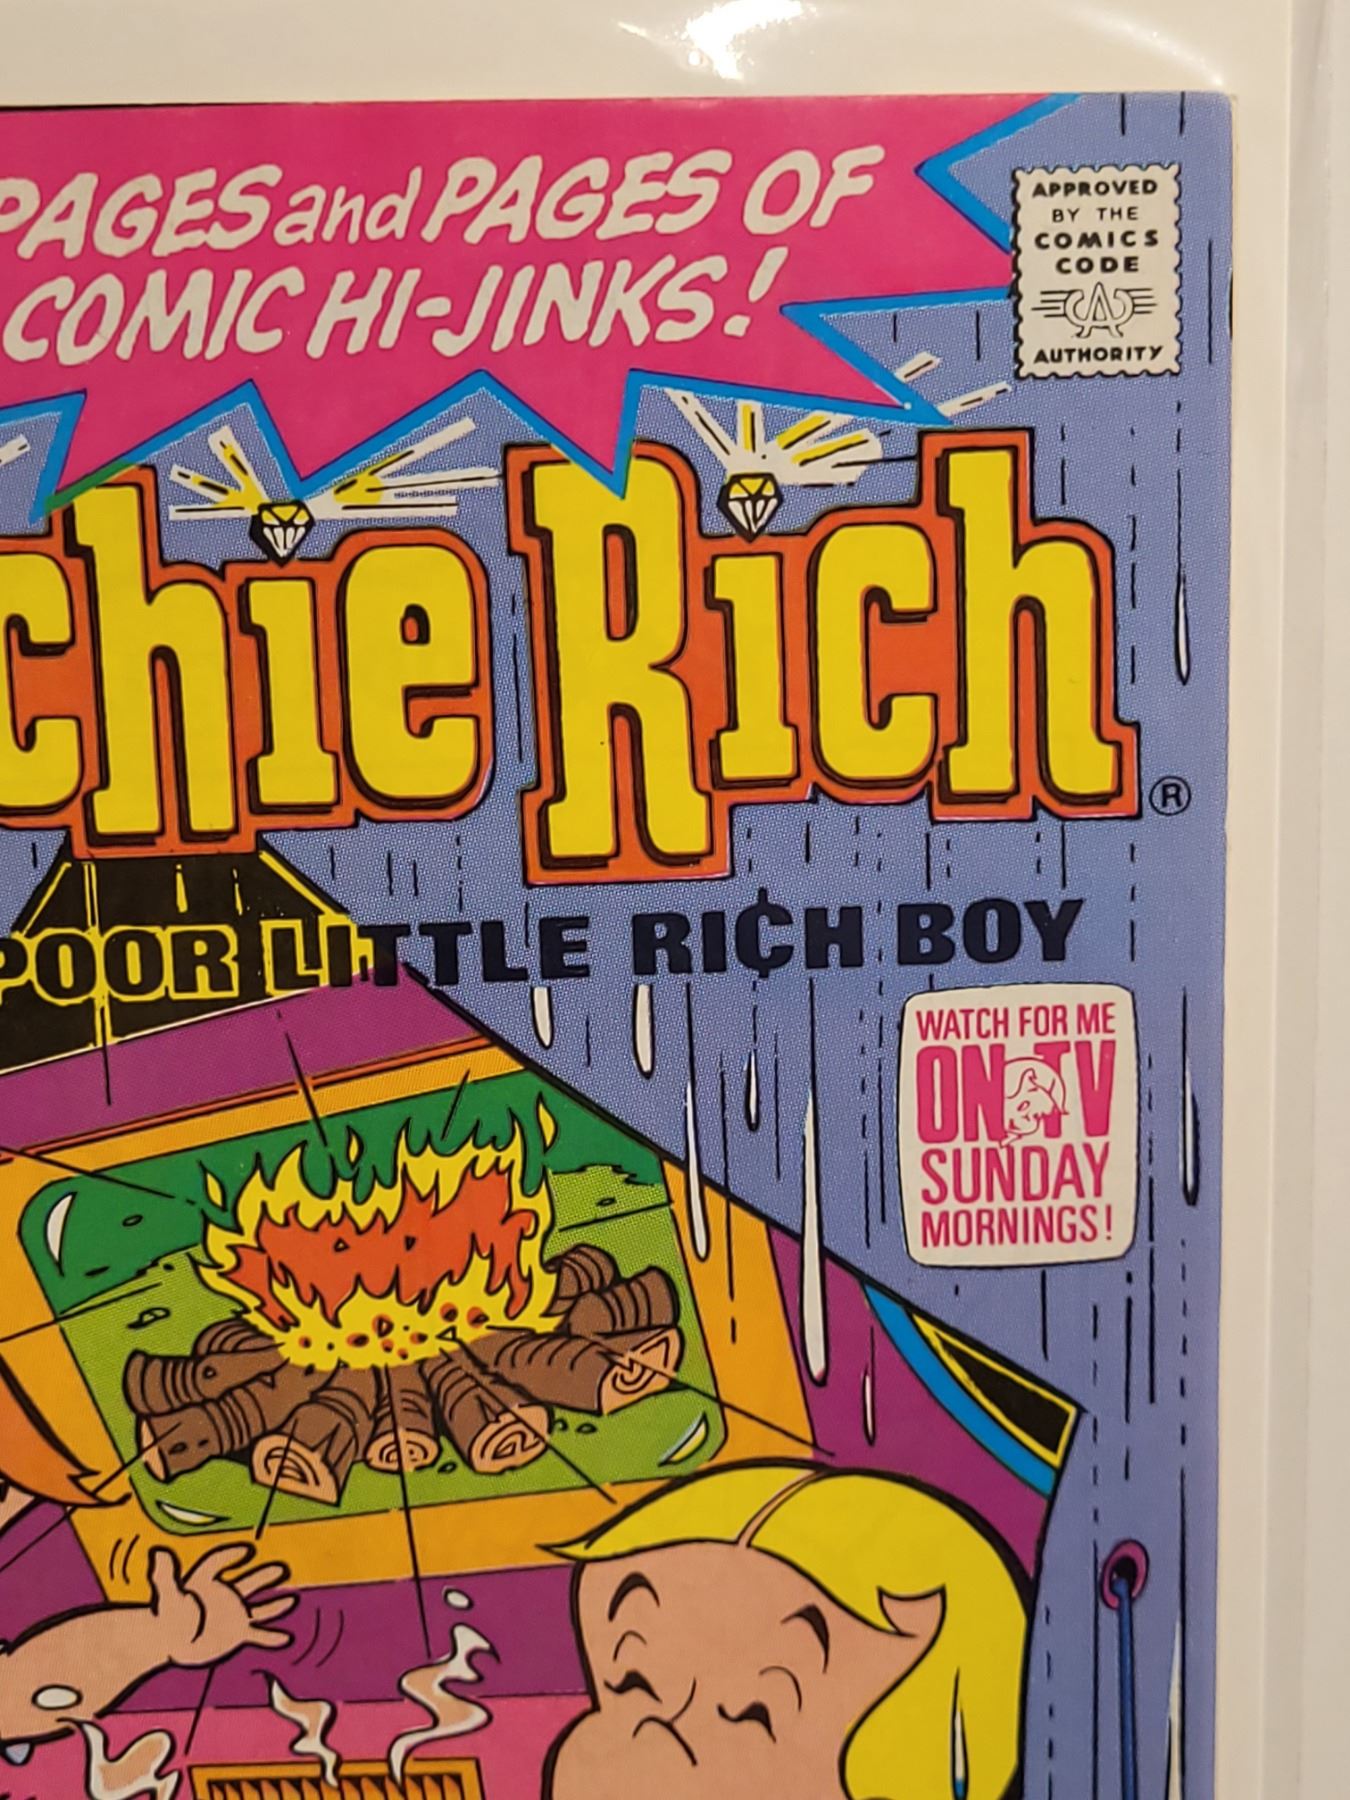 PAGES and PAGES OF
COMIC HI-JINKS!
APPROVED
BY THE
COMICS
CODE
A
AUTHORITY
chie Rich ®
POOR LITTLE RI¢H BOY
WATCH FOR ME
ON TV
SUNDAY
MORNINGS!